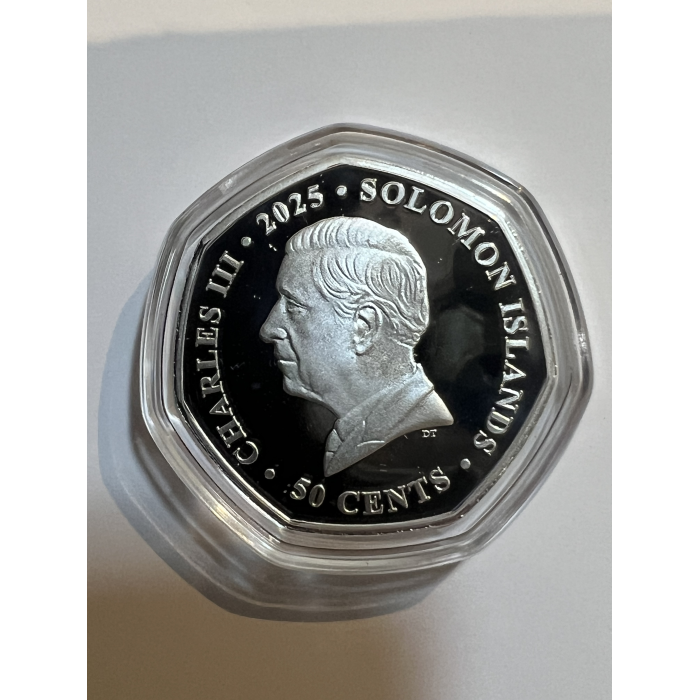 CHARLES III • 2025 • SOLOMON ISLANDS • 50 CENTS •
DT